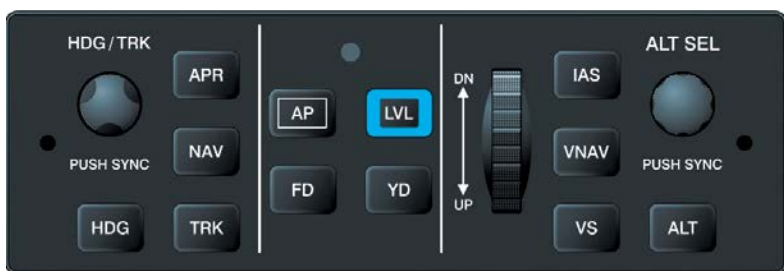 HDG/TRK
APR
PUSH SYNC
NAV
HDG
TRK
AP
LVL
FD
YD
DN
UP
IAS
VNAV
VS
ALT SEL
PUSH SYNC
ALT